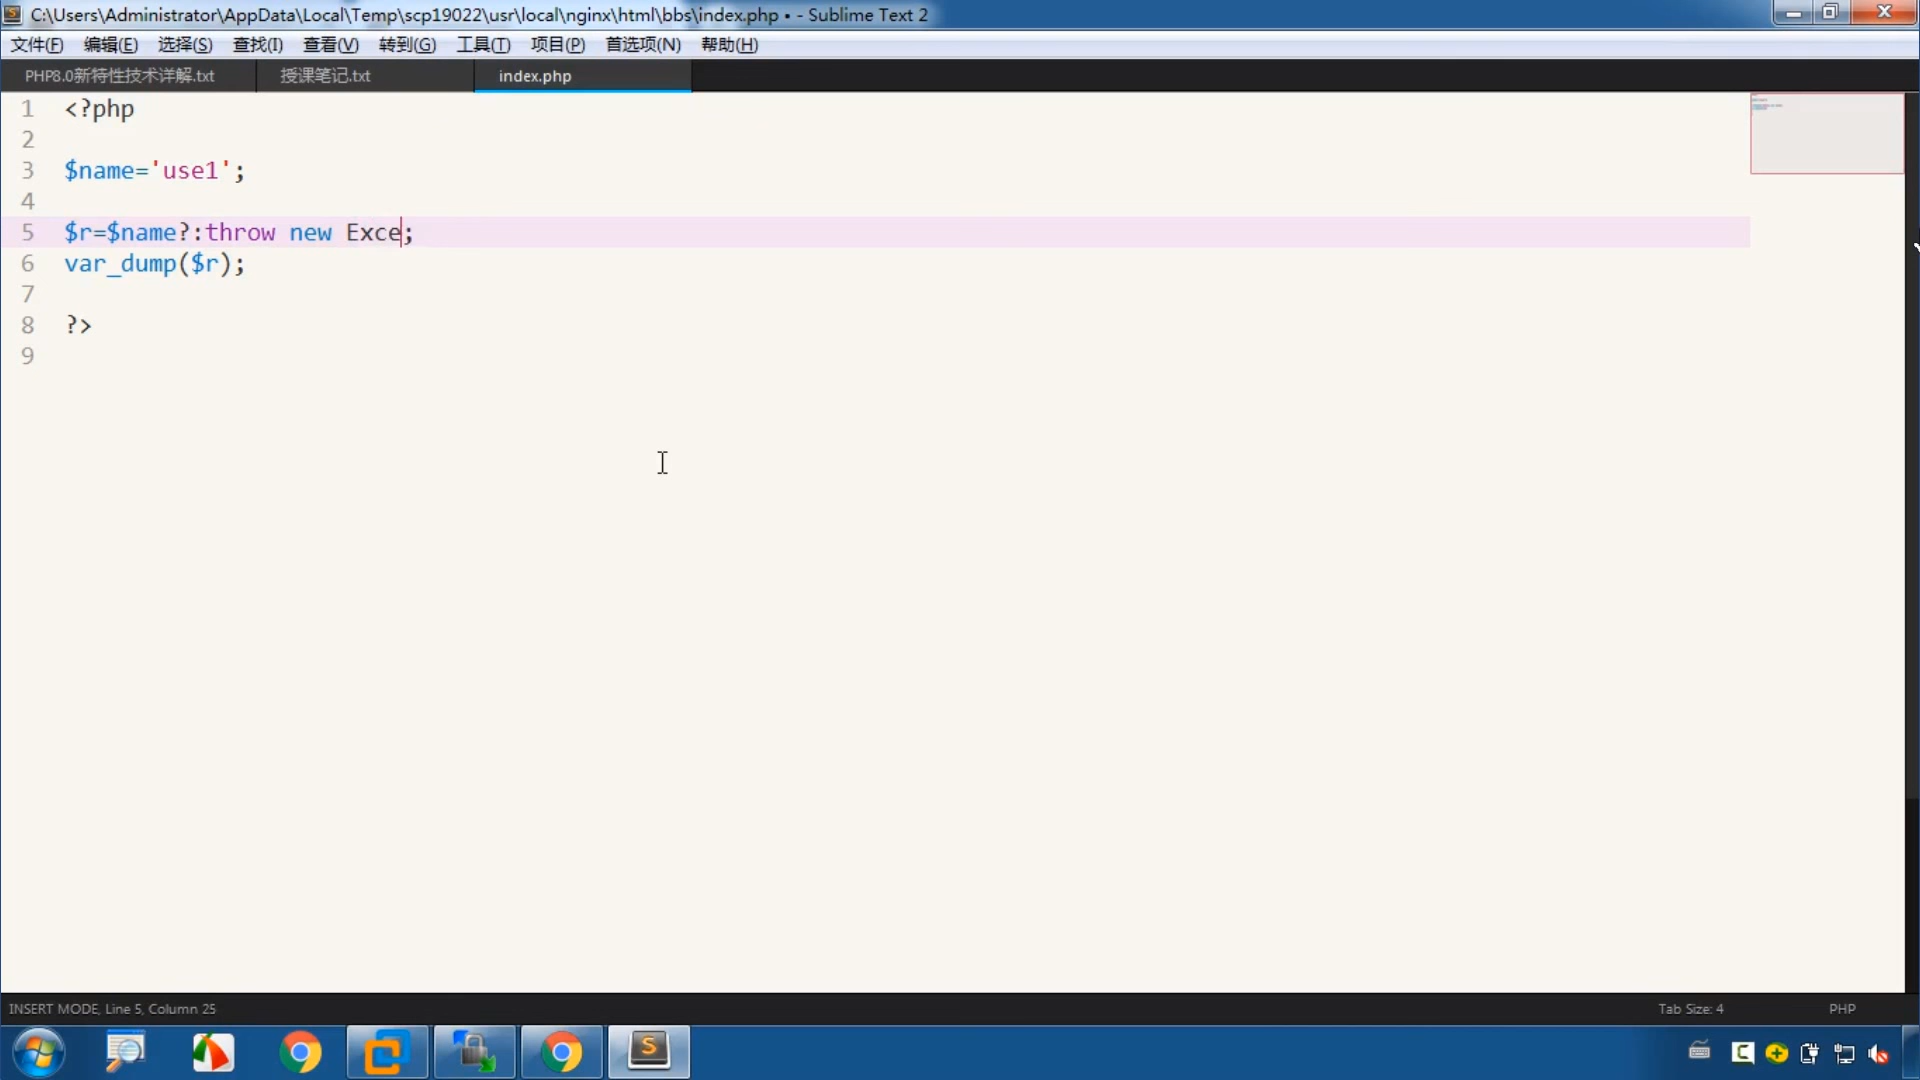 C:\Users\Administrator\AppData\Local\Temp\scp19022\usr\local\nginx\html\bbs\index.php • - Sublime Text 2
文件(F) 编辑(E) 选择(S) 查找(I) 查看(V) 转到(G) 工具(T) 项目(P) 首选项(N) 帮助(H)
PHP8.0新特性技术详解.txt 授课笔记.txt index.php
1 <?php
2
3 $name='use1';
4
5 $r=$name?:throw new Exce;
6 var_dump($r);
7
8 ?>
9
INSERT MODE, Line 5, Column 25 Tab Size: 4 PHP